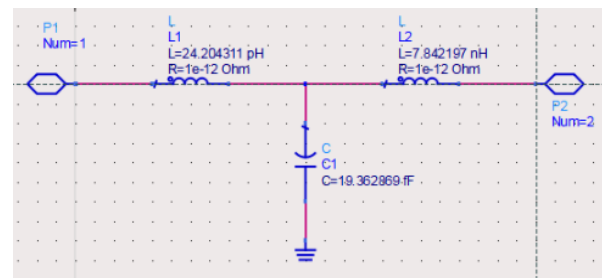 P1
Num=1
L
L1
L=24.204311 pH
R=1e-12 Ohm
L
L2
L=7.842197 nH
R=1e-12 Ohm
P2
Num=2
C
C1
C=19.362869 fF